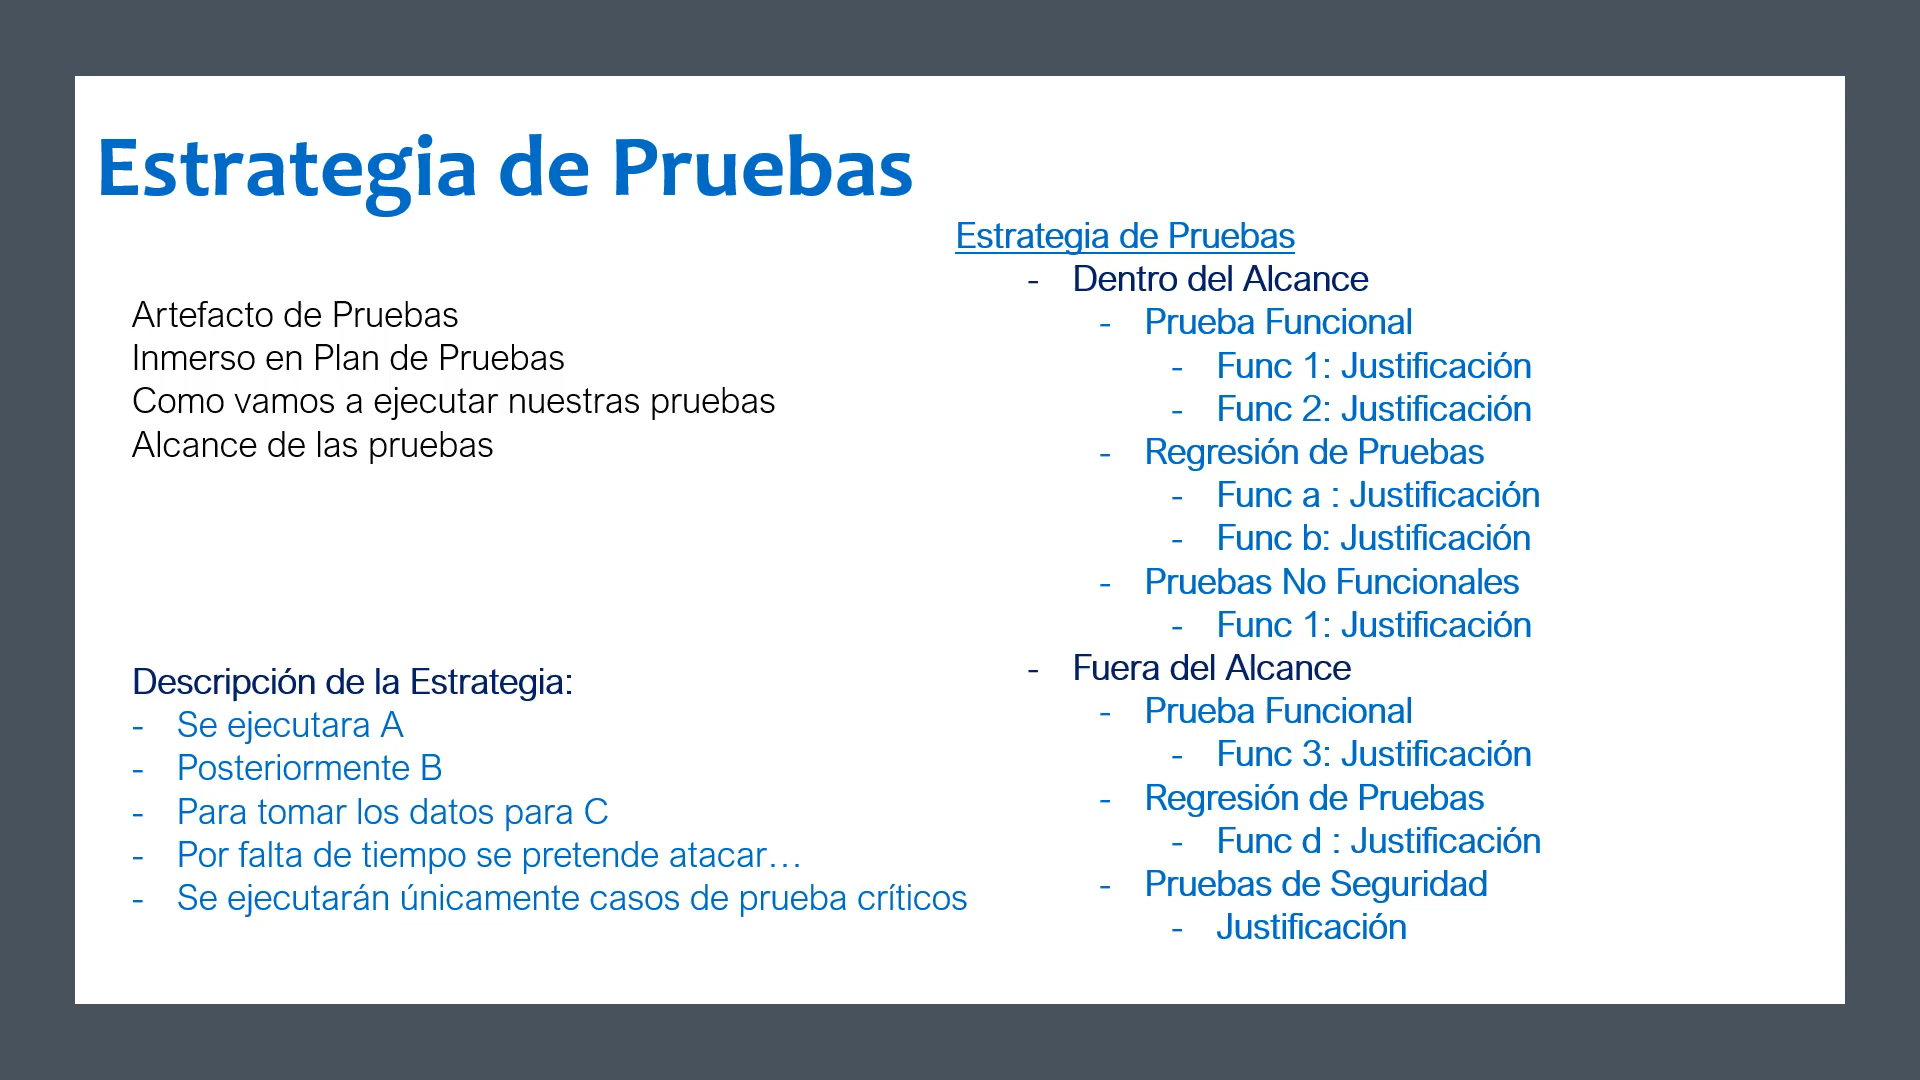 Estrategia de Pruebas
Artefacto de Pruebas
Inmerso en Plan de Pruebas
Como vamos a ejecutar nuestras pruebas
Alcance de las pruebas
Descripción de la Estrategia:
- Se ejecutara A
- Posteriormente B
- Para tomar los datos para C
- Por falta de tiempo se pretende atacar…
- Se ejecutarán únicamente casos de prueba críticos
Estrategia de Pruebas
- Dentro del Alcance
- Prueba Funcional
- Func 1: Justificación
- Func 2: Justificación
- Regresión de Pruebas
- Func a : Justificación
- Func b: Justificación
- Pruebas No Funcionales
- Func 1: Justificación
- Fuera del Alcance
- Prueba Funcional
- Func 3: Justificación
- Regresión de Pruebas
- Func d : Justificación
- Pruebas de Seguridad
- Justificación